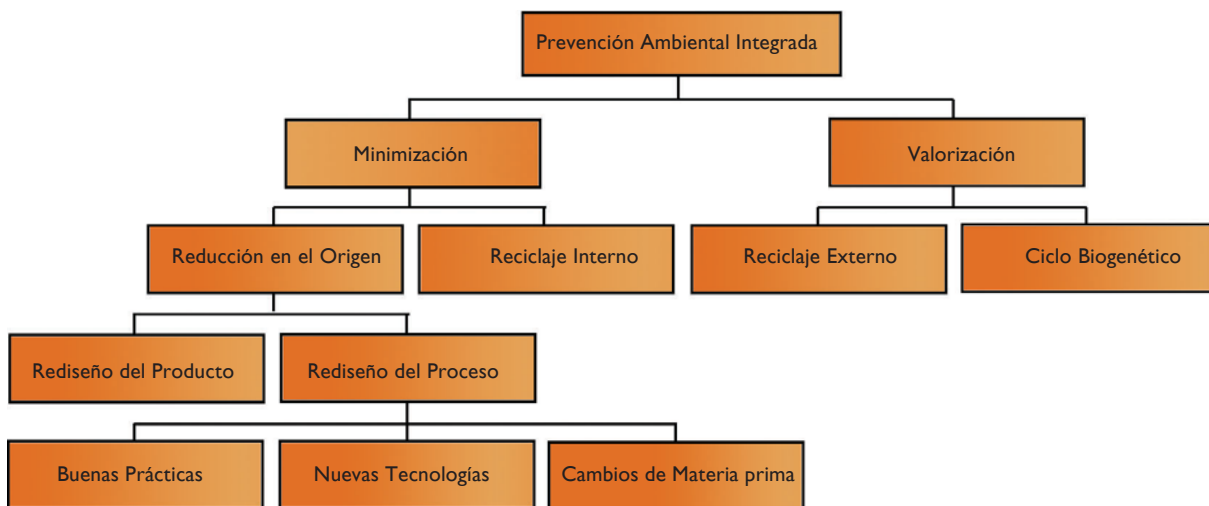 Prevención Ambiental Integrada
Minimización
Valorización
Reducción en el Origen
Reciclaje Interno
Reciclaje Externo
Ciclo Biogenético
Rediseño del Producto
Rediseño del Proceso
Buenas Prácticas
Nuevas Tecnologías
Cambios de Materia prima